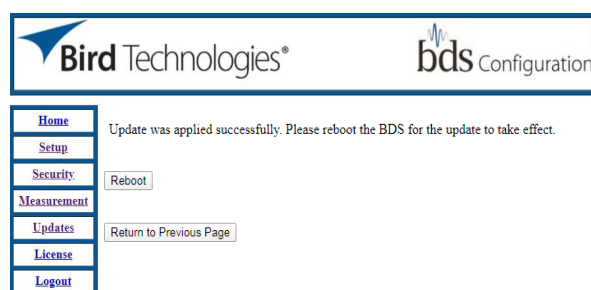 Bird Technologies®
bds Configuration
Home
Setup
Security
Measurement
Updates
License
Logout
Update was applied successfully. Please reboot the BDS for the update to take effect.
Reboot
Return to Previous Page